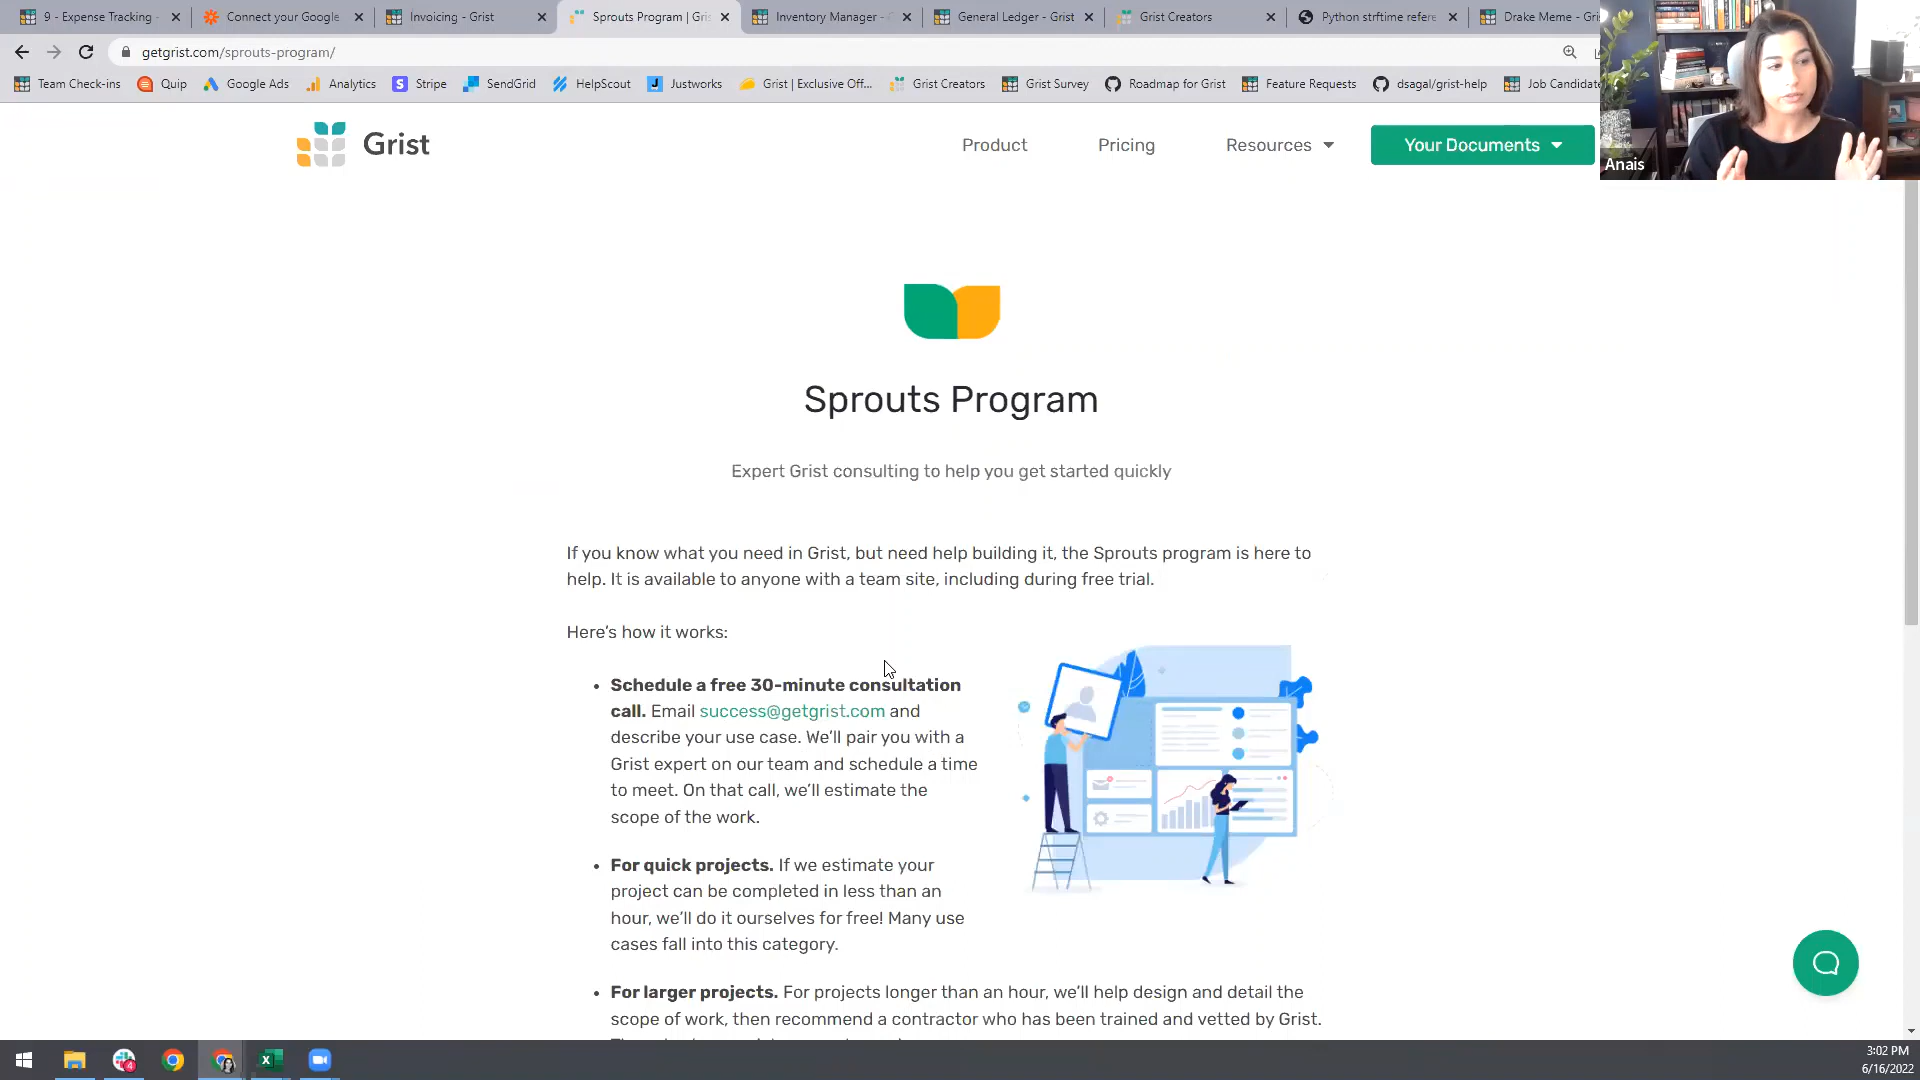 9 - Expense Tracking -
Connect your Google
Invoicing - Grist
Sprouts Program | Gris
Inventory Manager -
General Ledger - Grist
Grist Creators
Python strftime refere
Drake Meme - Gri
getgrist.com/sprouts-program/
Team Check-ins
Quip
Google Ads
Analytics
Stripe
SendGrid
HelpScout
Justworks
Grist | Exclusive Off...
Grist Creators
Grist Survey
Roadmap for Grist
Feature Requests
dsagal/grist-help
Job Candidate
Grist
Product
Pricing
Resources
Your Documents
Anais
Sprouts Program
Expert Grist consulting to help you get started quickly
If you know what you need in Grist, but need help building it, the Sprouts program is here to
help. It is available to anyone with a team site, including during free trial.
Here's how it works:
• Schedule a free 30-minute consultation
call. Email success@getgrist.com and
describe your use case. We'll pair you with a
Grist expert on our team and schedule a time
to meet. On that call, we'll estimate the
scope of the work.
• For quick projects. If we estimate your
project can be completed in less than an
hour, we'll do it ourselves for free! Many use
cases fall into this category.
• For larger projects. For projects longer than an hour, we'll help design and detail the
scope of work, then recommend a contractor who has been trained and vetted by Grist.
4
3:02 PM
6/16/2022